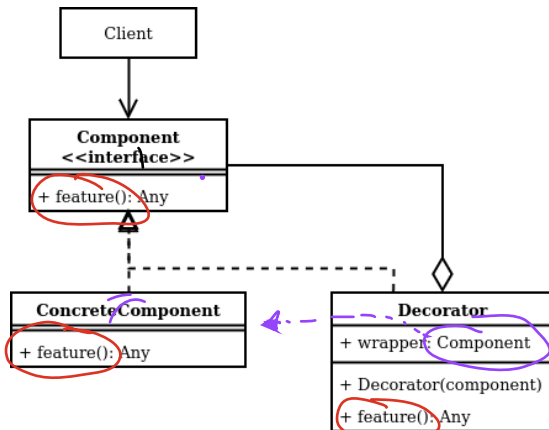 Client
Component
<<interface>>
+ feature(): Any
ConcreteComponent
+ feature(): Any
Decorator
+ wrapper: Component
+ Decorator(component)
+ feature(): Any